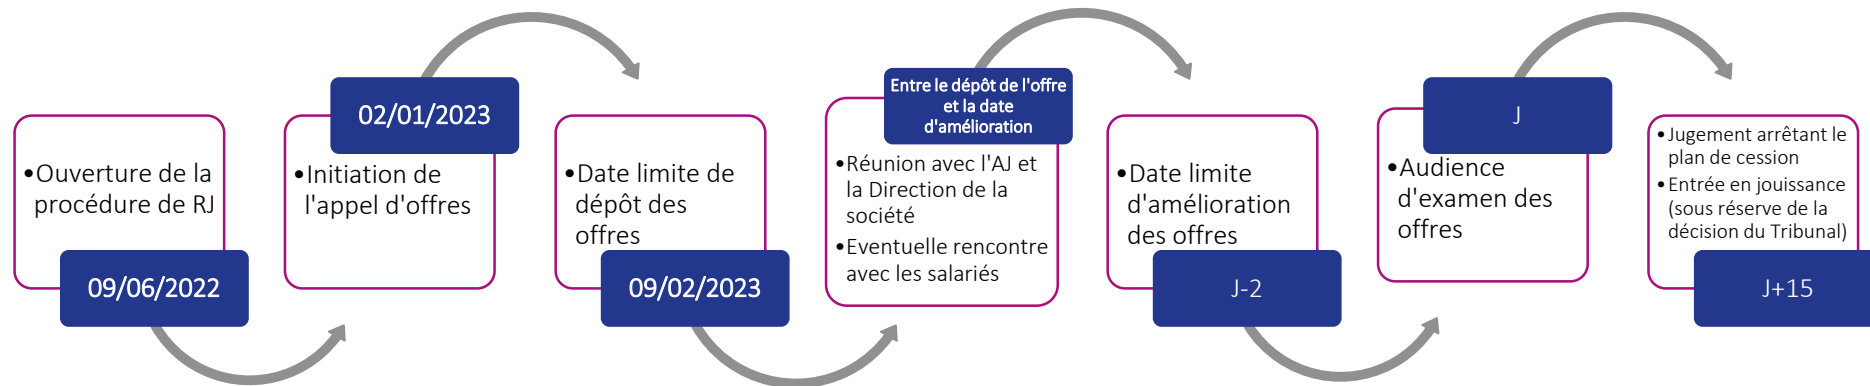 •Ouverture de la
procédure de RJ
09/06/2022
02/01/2023
•Initiation de
l'appel d'offres
•Date limite de
dépôt des
offres
09/02/2023
Entre le dépôt de l'offre
et la date
d'amélioration
•Réunion avec l'AJ et
la Direction de la
société
•Eventuelle rencontre
avec les salariés
•Date limite
d'amélioration
des offres
J-2
J
•Audience
d'examen des
offres
•Jugement arrêtant le
plan de cession
•Entrée en jouissance
(sous réserve de la
décision du Tribunal)
J+15